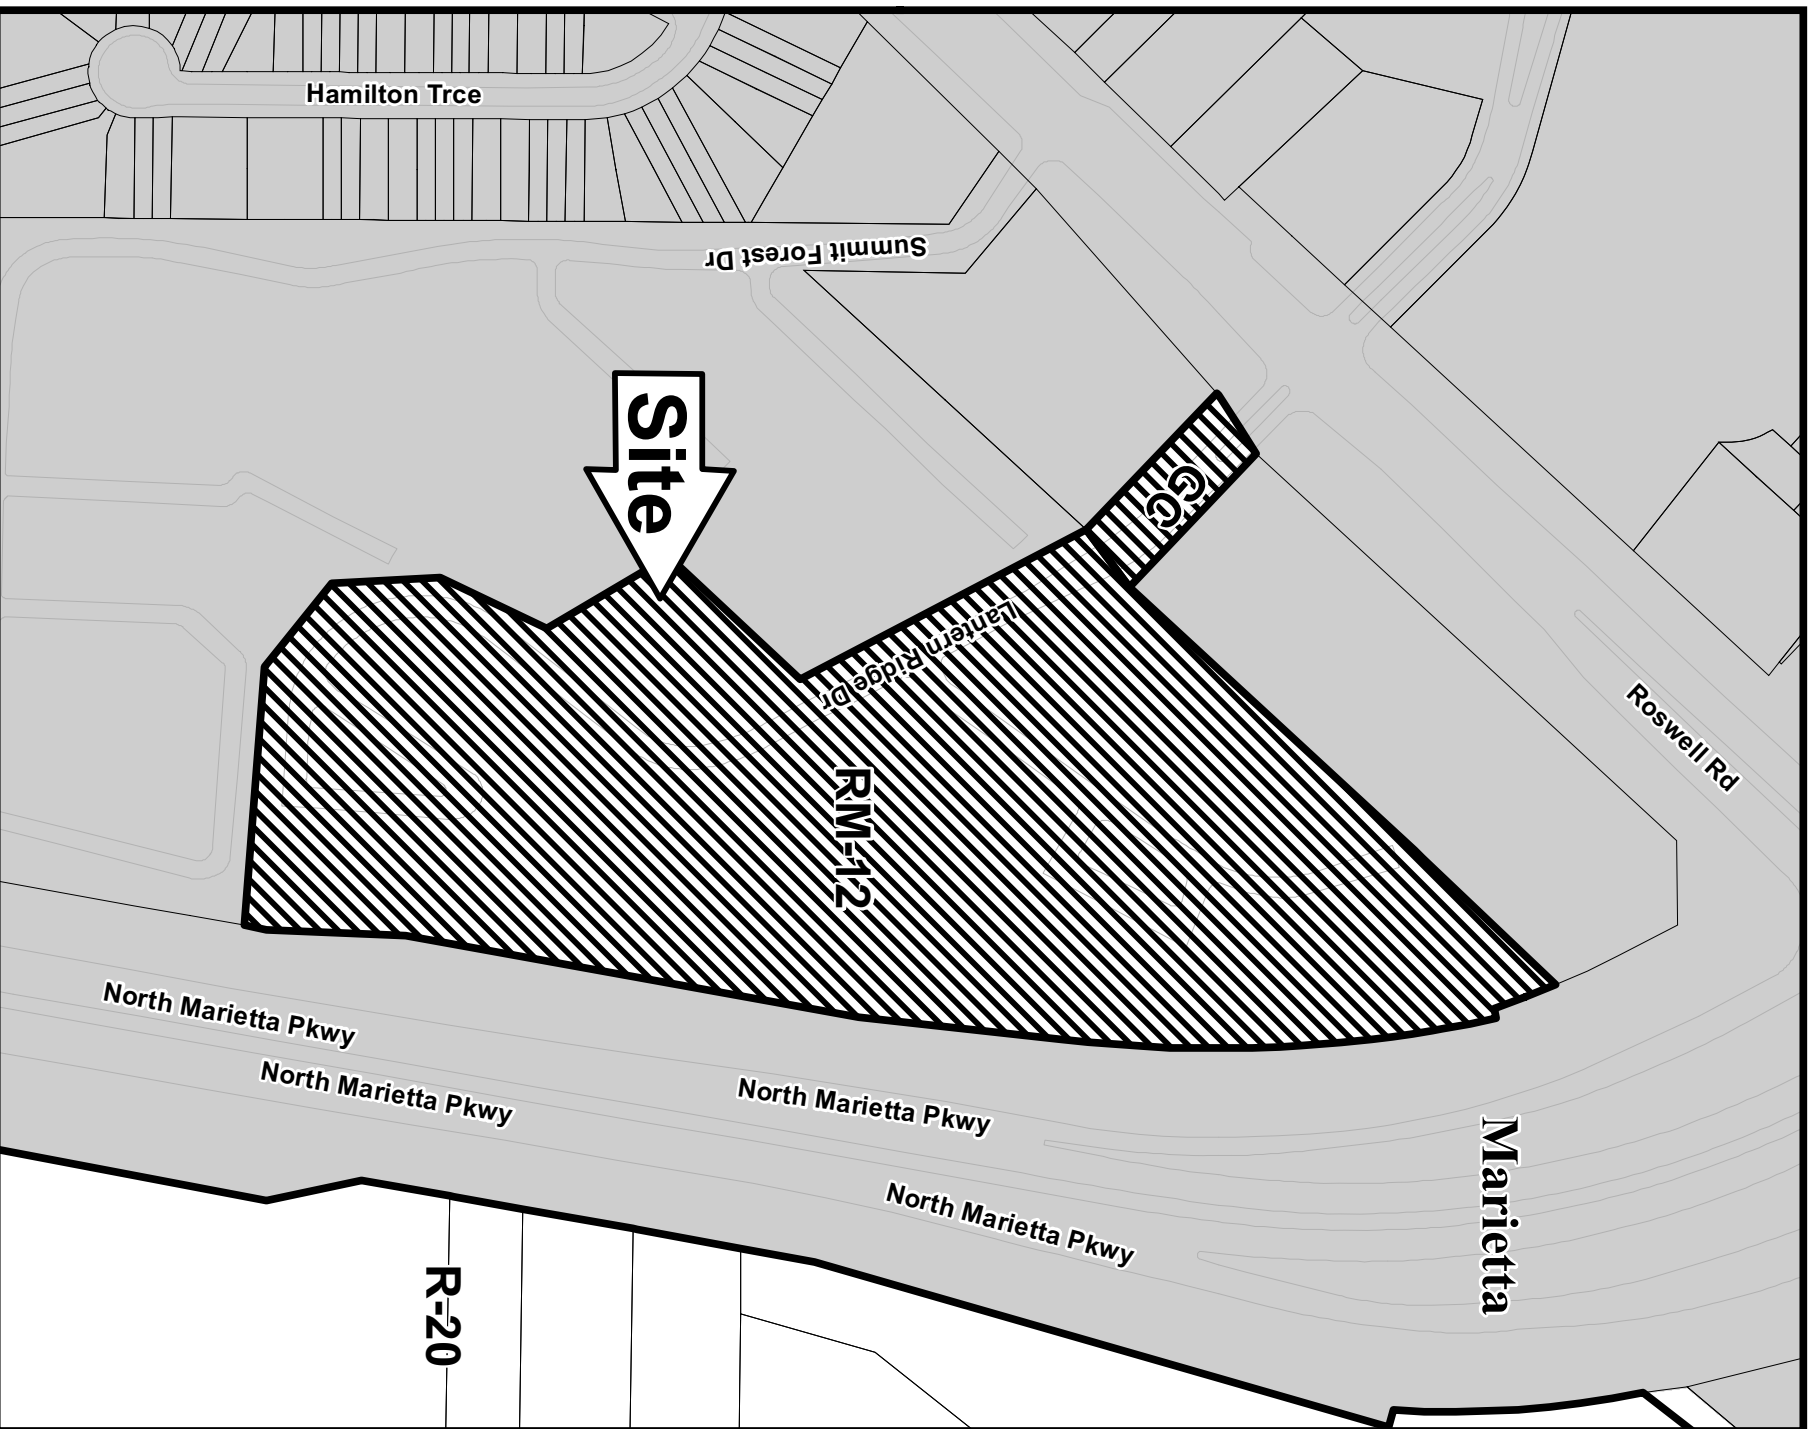 Hamilton Trce
Summit Forest Dr
Site
GC
Lantern Ridge Dr
Roswell Rd
RM-12
North Marietta Pkwy
North Marietta Pkwy
North Marietta Pkwy
North Marietta Pkwy
Marietta
R-20